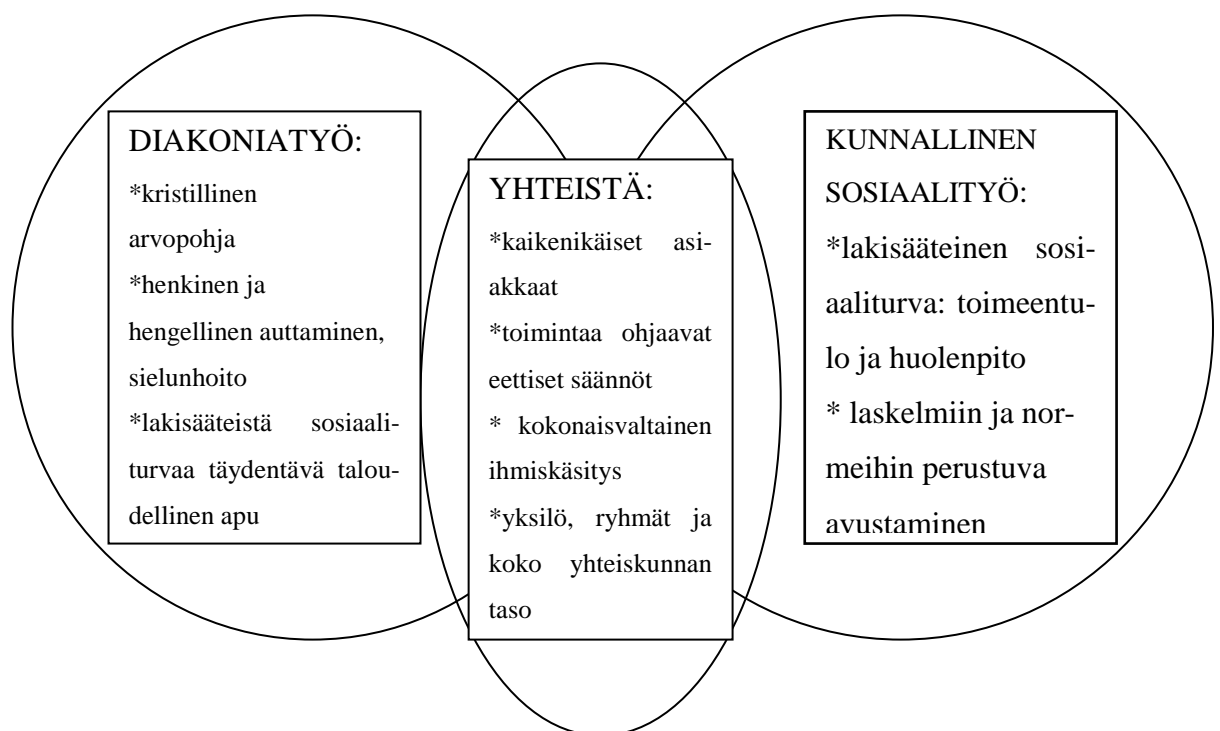 DIAKONIATYÖ:
*kristillinen
arvopohja
*henkinen ja
hengellinen auttaminen,
sielunhoito
*lakisääteistä sosiaali-
turvaa täydentävä talou-
dellinen apu
YHTEISTÄ:
*kaikenikäiset asi-
akkaat
*toimintaa ohjaavat
eettiset säännöt
* kokonaisvaltainen
ihmiskäsitys
*yksilö, ryhmät ja
koko yhteiskunnan
taso
KUNNALLINEN
SOSIAALITYÖ:
*lakisääteinen sosi-
aaliturva: toimeentu-
lo ja huolenpito
* laskelmiin ja nor-
meihin perustuva
avustaminen